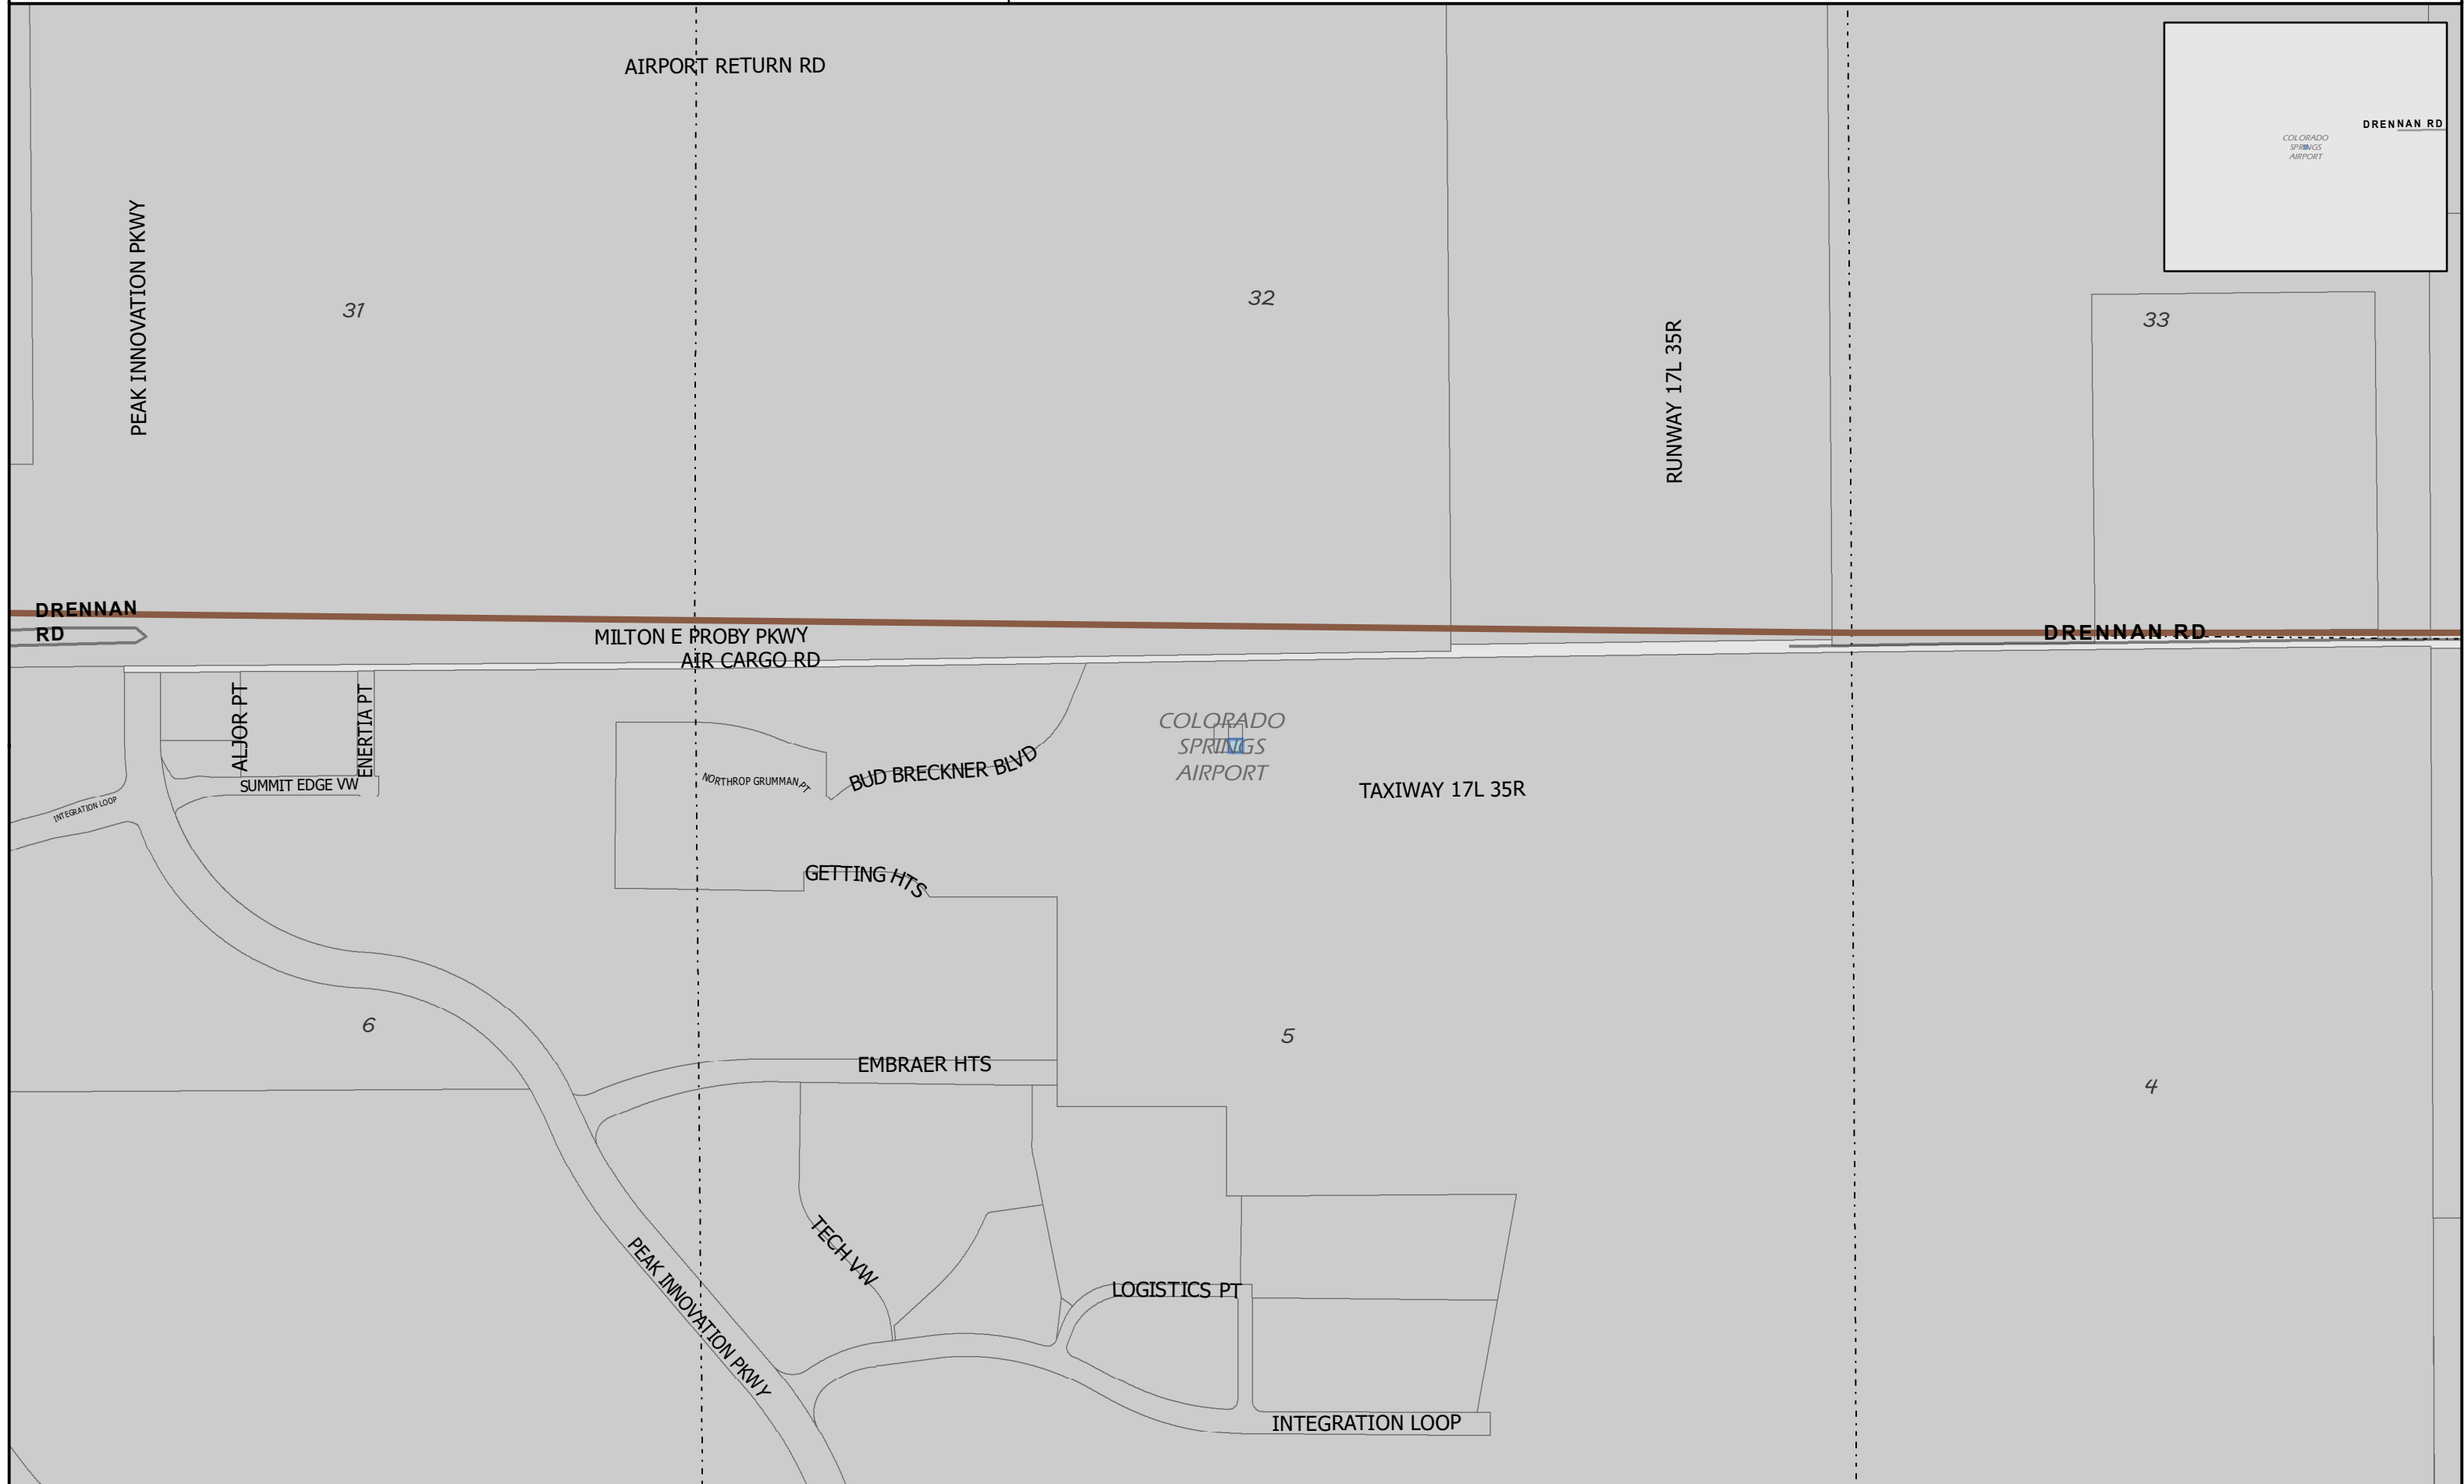 AIRPORT RETURN RD
DRENNAN RD
COLORADO
SPRINGS
AIRPORT
PEAK INNOVATION PKWY
31
32
33
RUNWAY 17L 35R
DRENNAN
RD
MILTON E PROBY PKWY
DRENNAN RD
AIR CARGO RD
ALJOR PT
ENERTIA PT
COLORADO
SPRINGS
AIRPORT
NORTHROP GRUMMAN PT
BUD BRECKNER BLVD
SUMMIT EDGE VW
TAXIWAY 17L 35R
INTEGRATION LOOP
GETTING HTS
6
5
EMBRAER HTS
4
TECH VW
PEAK INNOVATION PKWY
LOGISTICS PT
INTEGRATION LOOP